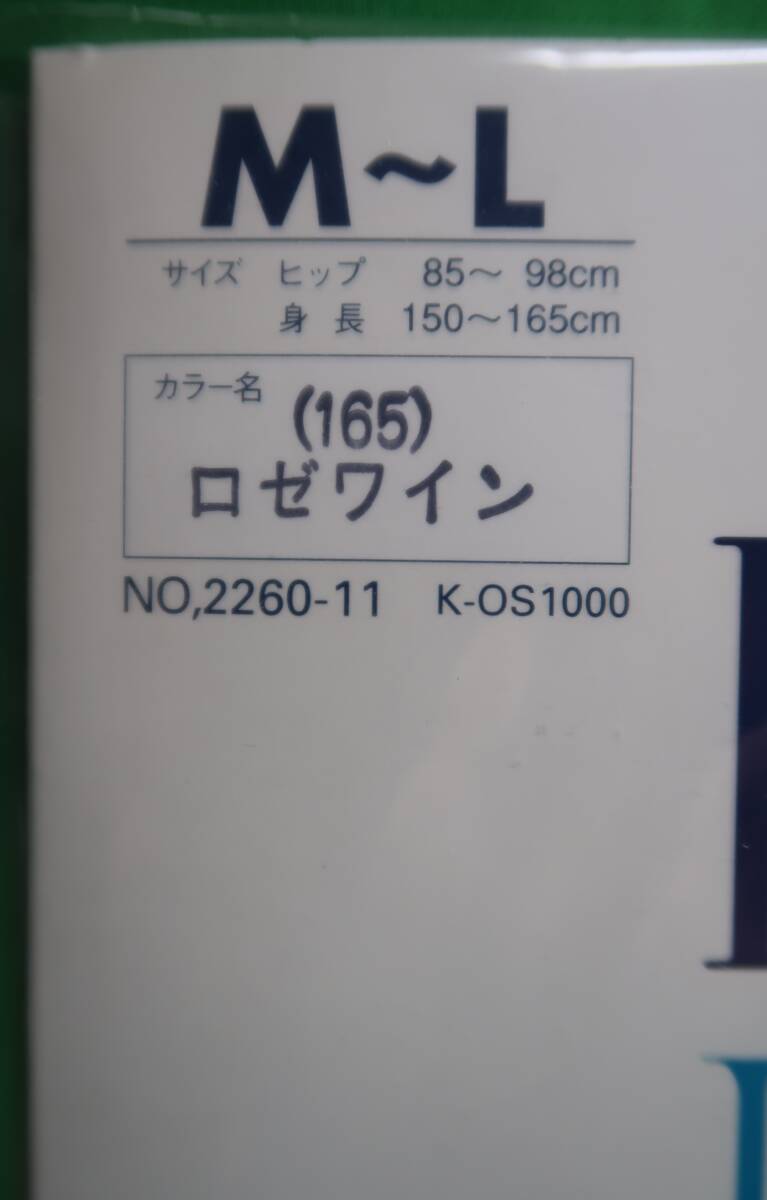 M～L
サイズ ヒップ 85～98cm
身長 150～165cm
カラー名 (165)
ロゼワイン
NO,2260-11 K-OS1000